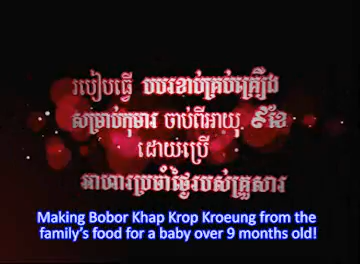 របៀបធ្វើ បបរខាប់គ្រប់គ្រឿង
សម្រាប់កុមារ ចាប់ពីអាយុ ៩ខែ
ដោយប្រើ
អាហារប្រចាំថ្ងៃរបស់គ្រួសារ
Making Bobor Khap Krop Kroeung from the
family's food for a baby over 9 months old!